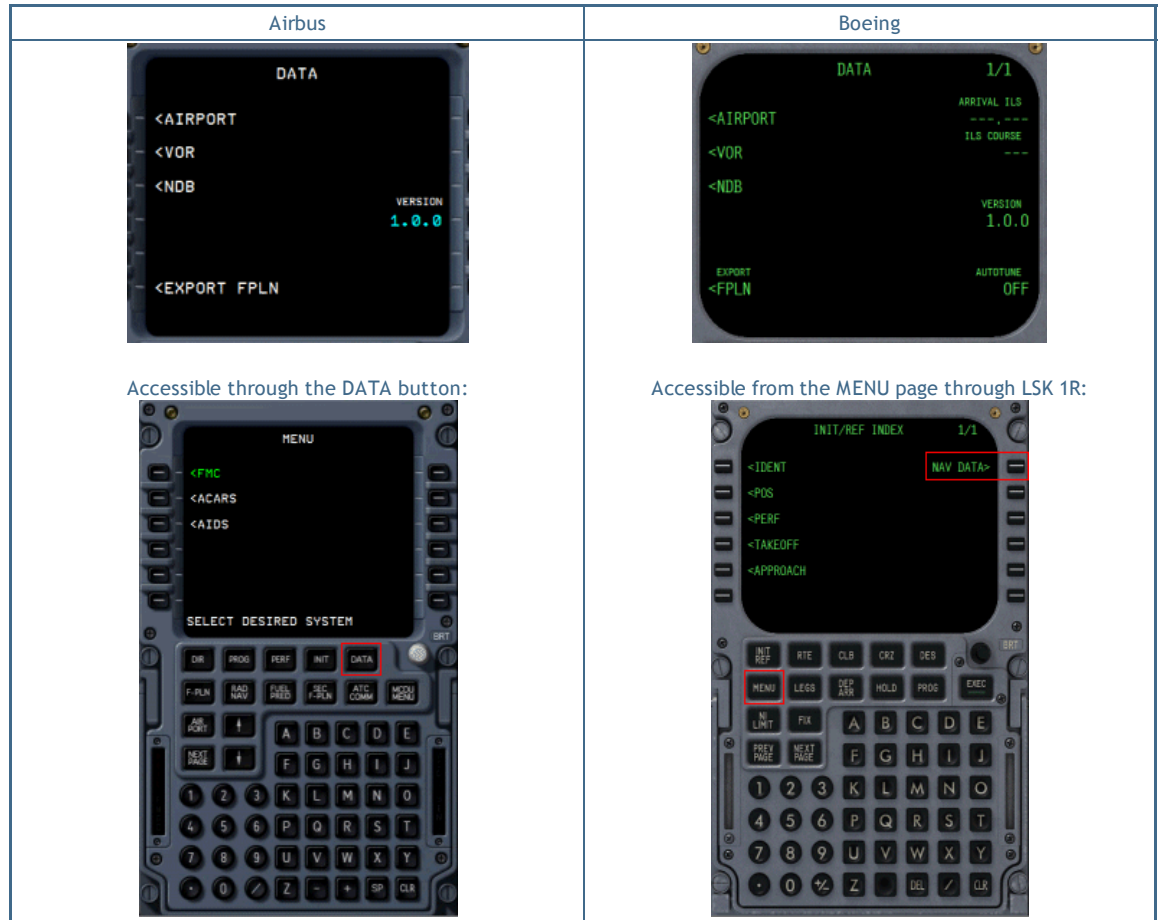 Airbus
Boeing
DATA
<AIRPORT
<VOR
<NDB
VERSION
1.0.0
<EXPORT FPLN
DATA 1/1
ARRIVAL ILS
<AIRPORT ---.---
ILS COURSE
<VOR ---
<NDB
VERSION
1.0.0
EXPORT AUTOTUNE
<FPLN OFF
Accessible through the DATA button:
MENU
<FMC
<ACARS
<AIDS
SELECT DESIRED SYSTEM
BRT
DIR PROG PERF INIT DATA
F-PLN RAD NAV FUEL PRED SEC F-PLN ATC COMM MCDU MENU
AIR PORT
A B C D E
NEXT PAGE
F G H I J
1 2 3 K L M N O
4 5 6 P Q R S T
7 8 9 U V W X Y
. 0 / Z - + SP CLR
Accessible from the MENU page through LSK 1R:
INIT/REF INDEX 1/1
<IDENT NAV DATA>
<POS
<PERF
<TAKEOFF
<APPROACH
BRT
INIT REF RTE CLB CRZ DES
MENU LEGS DEP ARR HOLD PROG EXEC
N1 LIMIT FIX A B C D E
PREV PAGE NEXT PAGE F G H I J
1 2 3 K L M N O
4 5 6 P Q R S T
7 8 9 U V W X Y
. 0 +/- Z DEL / CLR